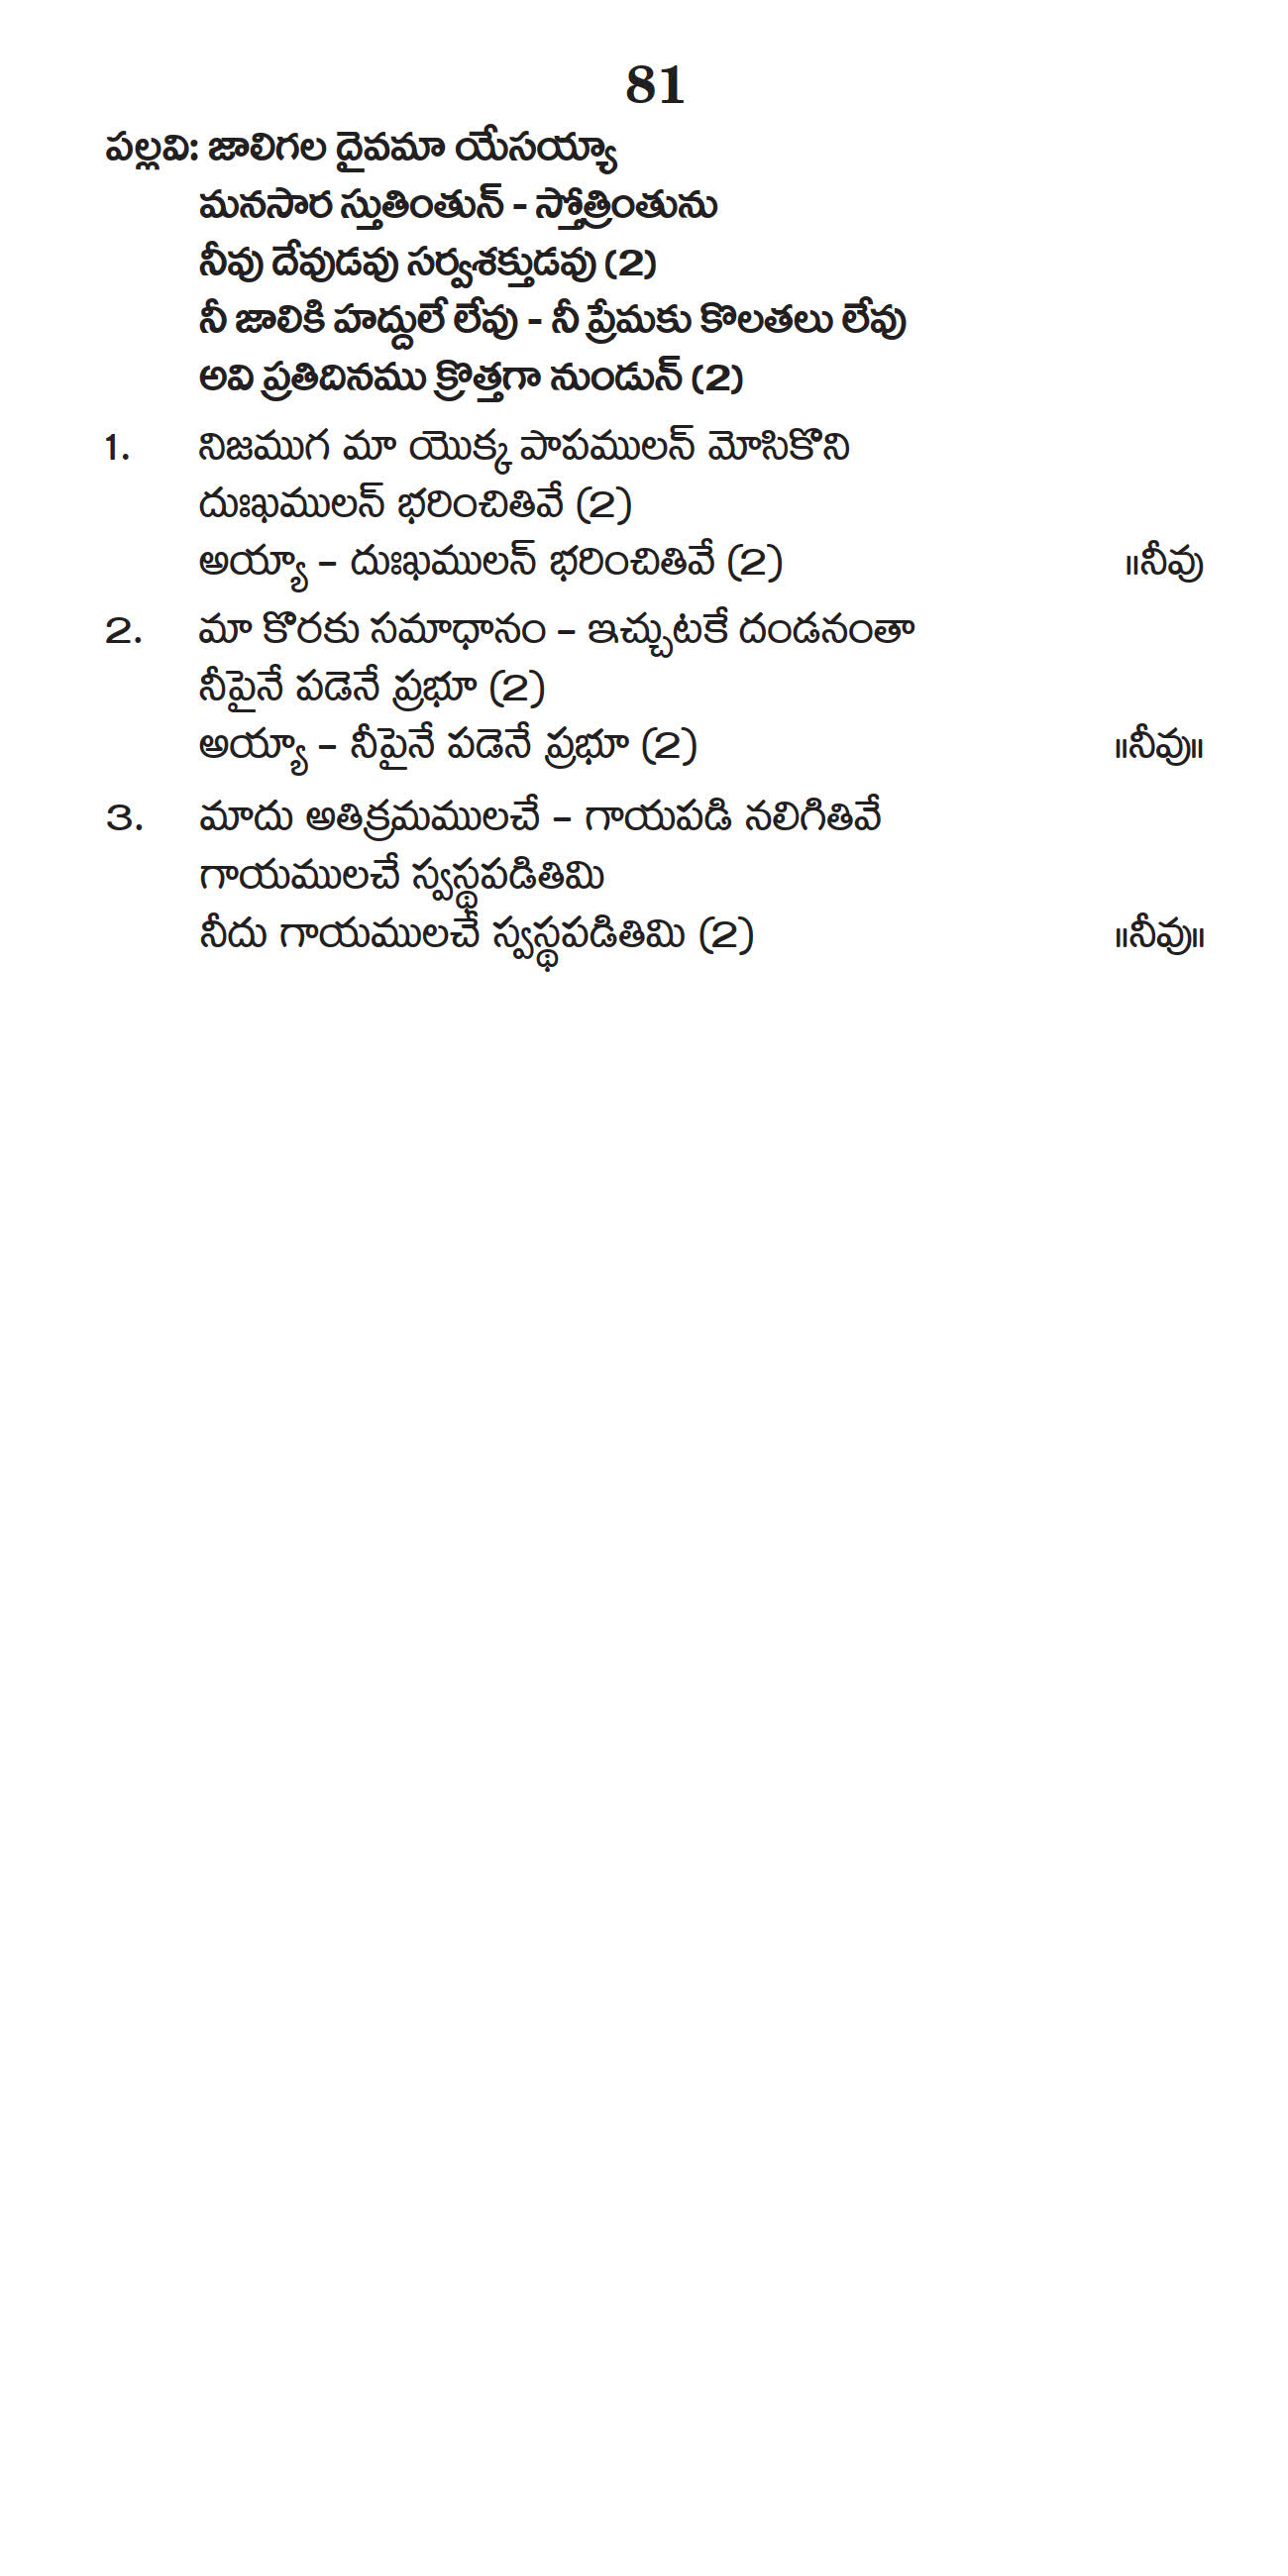 81
పల్లవి: జాలిగల దైవమా యేసయ్యా
మనసార స్తుతింతున్ - స్తోత్రింతును
నీవు దేవుడవు సర్వశక్తుడవు (2)
నీ జాలికి హద్దులే లేవు - నీ ప్రేమకు కొలతలు లేవు
అవి ప్రతిదినము క్రొత్తగా నుండున్ (2)
1. నిజముగ మా యొక్క పాపములన్ మోసికొని
దుఃఖములన్ భరించితివే (2)
అయ్యా – దుఃఖములన్ భరించితివే (2) ॥నీవు
2. మా కొరకు సమాధానం – ఇచ్చుటకే దండనంతా
నీపైనే పడెనే ప్రభూ (2)
అయ్యా – నీపైనే పడెనే ప్రభూ (2) ॥నీవు॥
3. మాదు అతిక్రమములచే – గాయపడి నలిగితివే
గాయములచే స్వస్థపడితిమి
నీదు గాయములచే స్వస్థపడితిమి (2) ॥నీవు॥